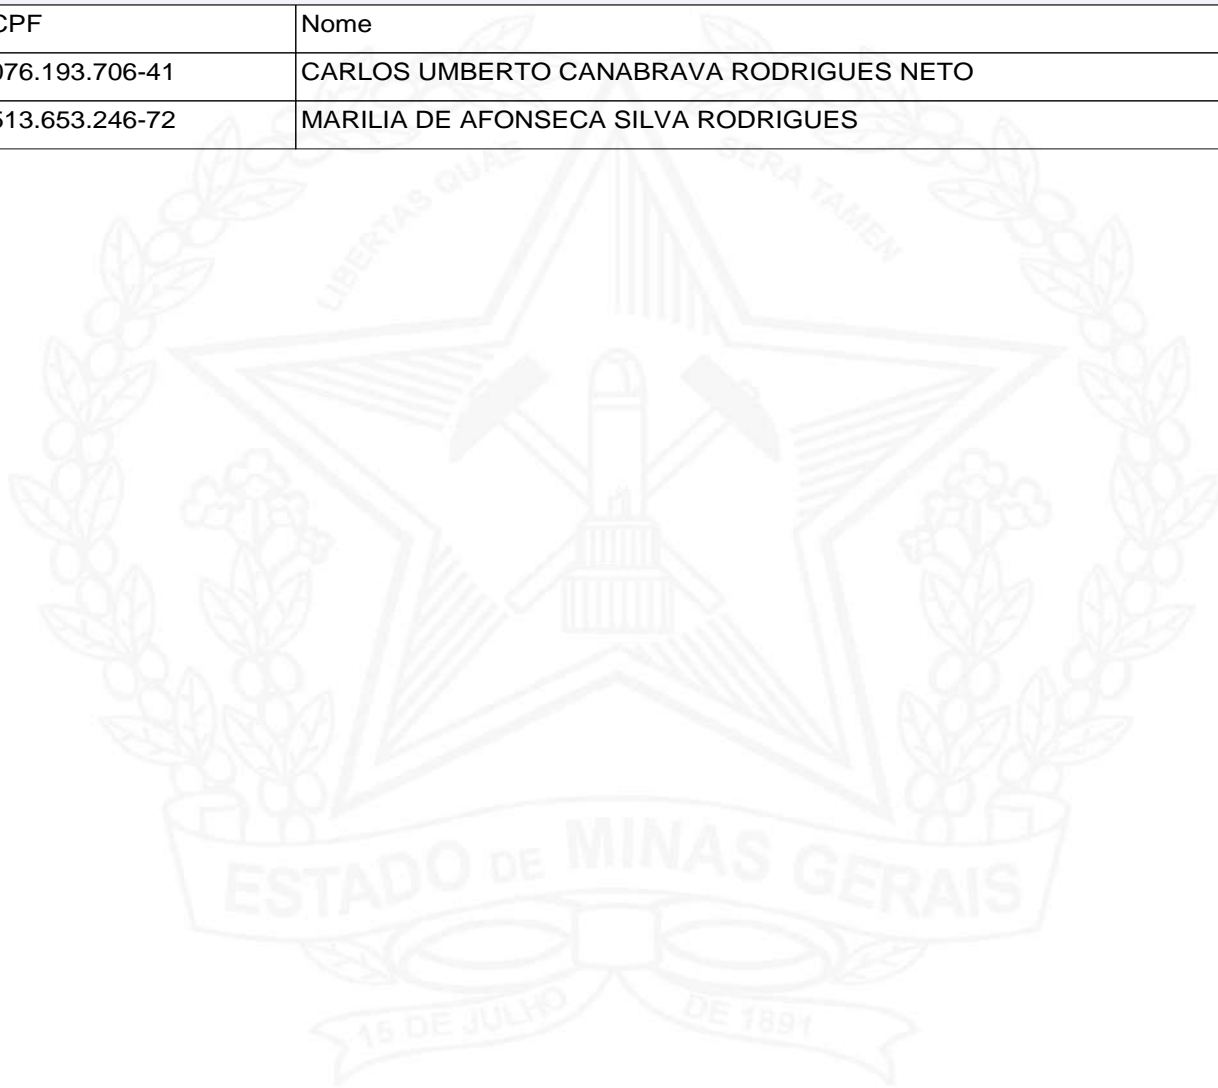 CPF Nome
076.193.706-41 CARLOS UMBERTO CANABRAVA RODRIGUES NETO
513.653.246-72 MARILIA DE AFONSECA SILVA RODRIGUES
LIBERTAS QUAE SERA TAMEN
ESTADO DE MINAS GERAIS
15 DE JULHO DE 1891